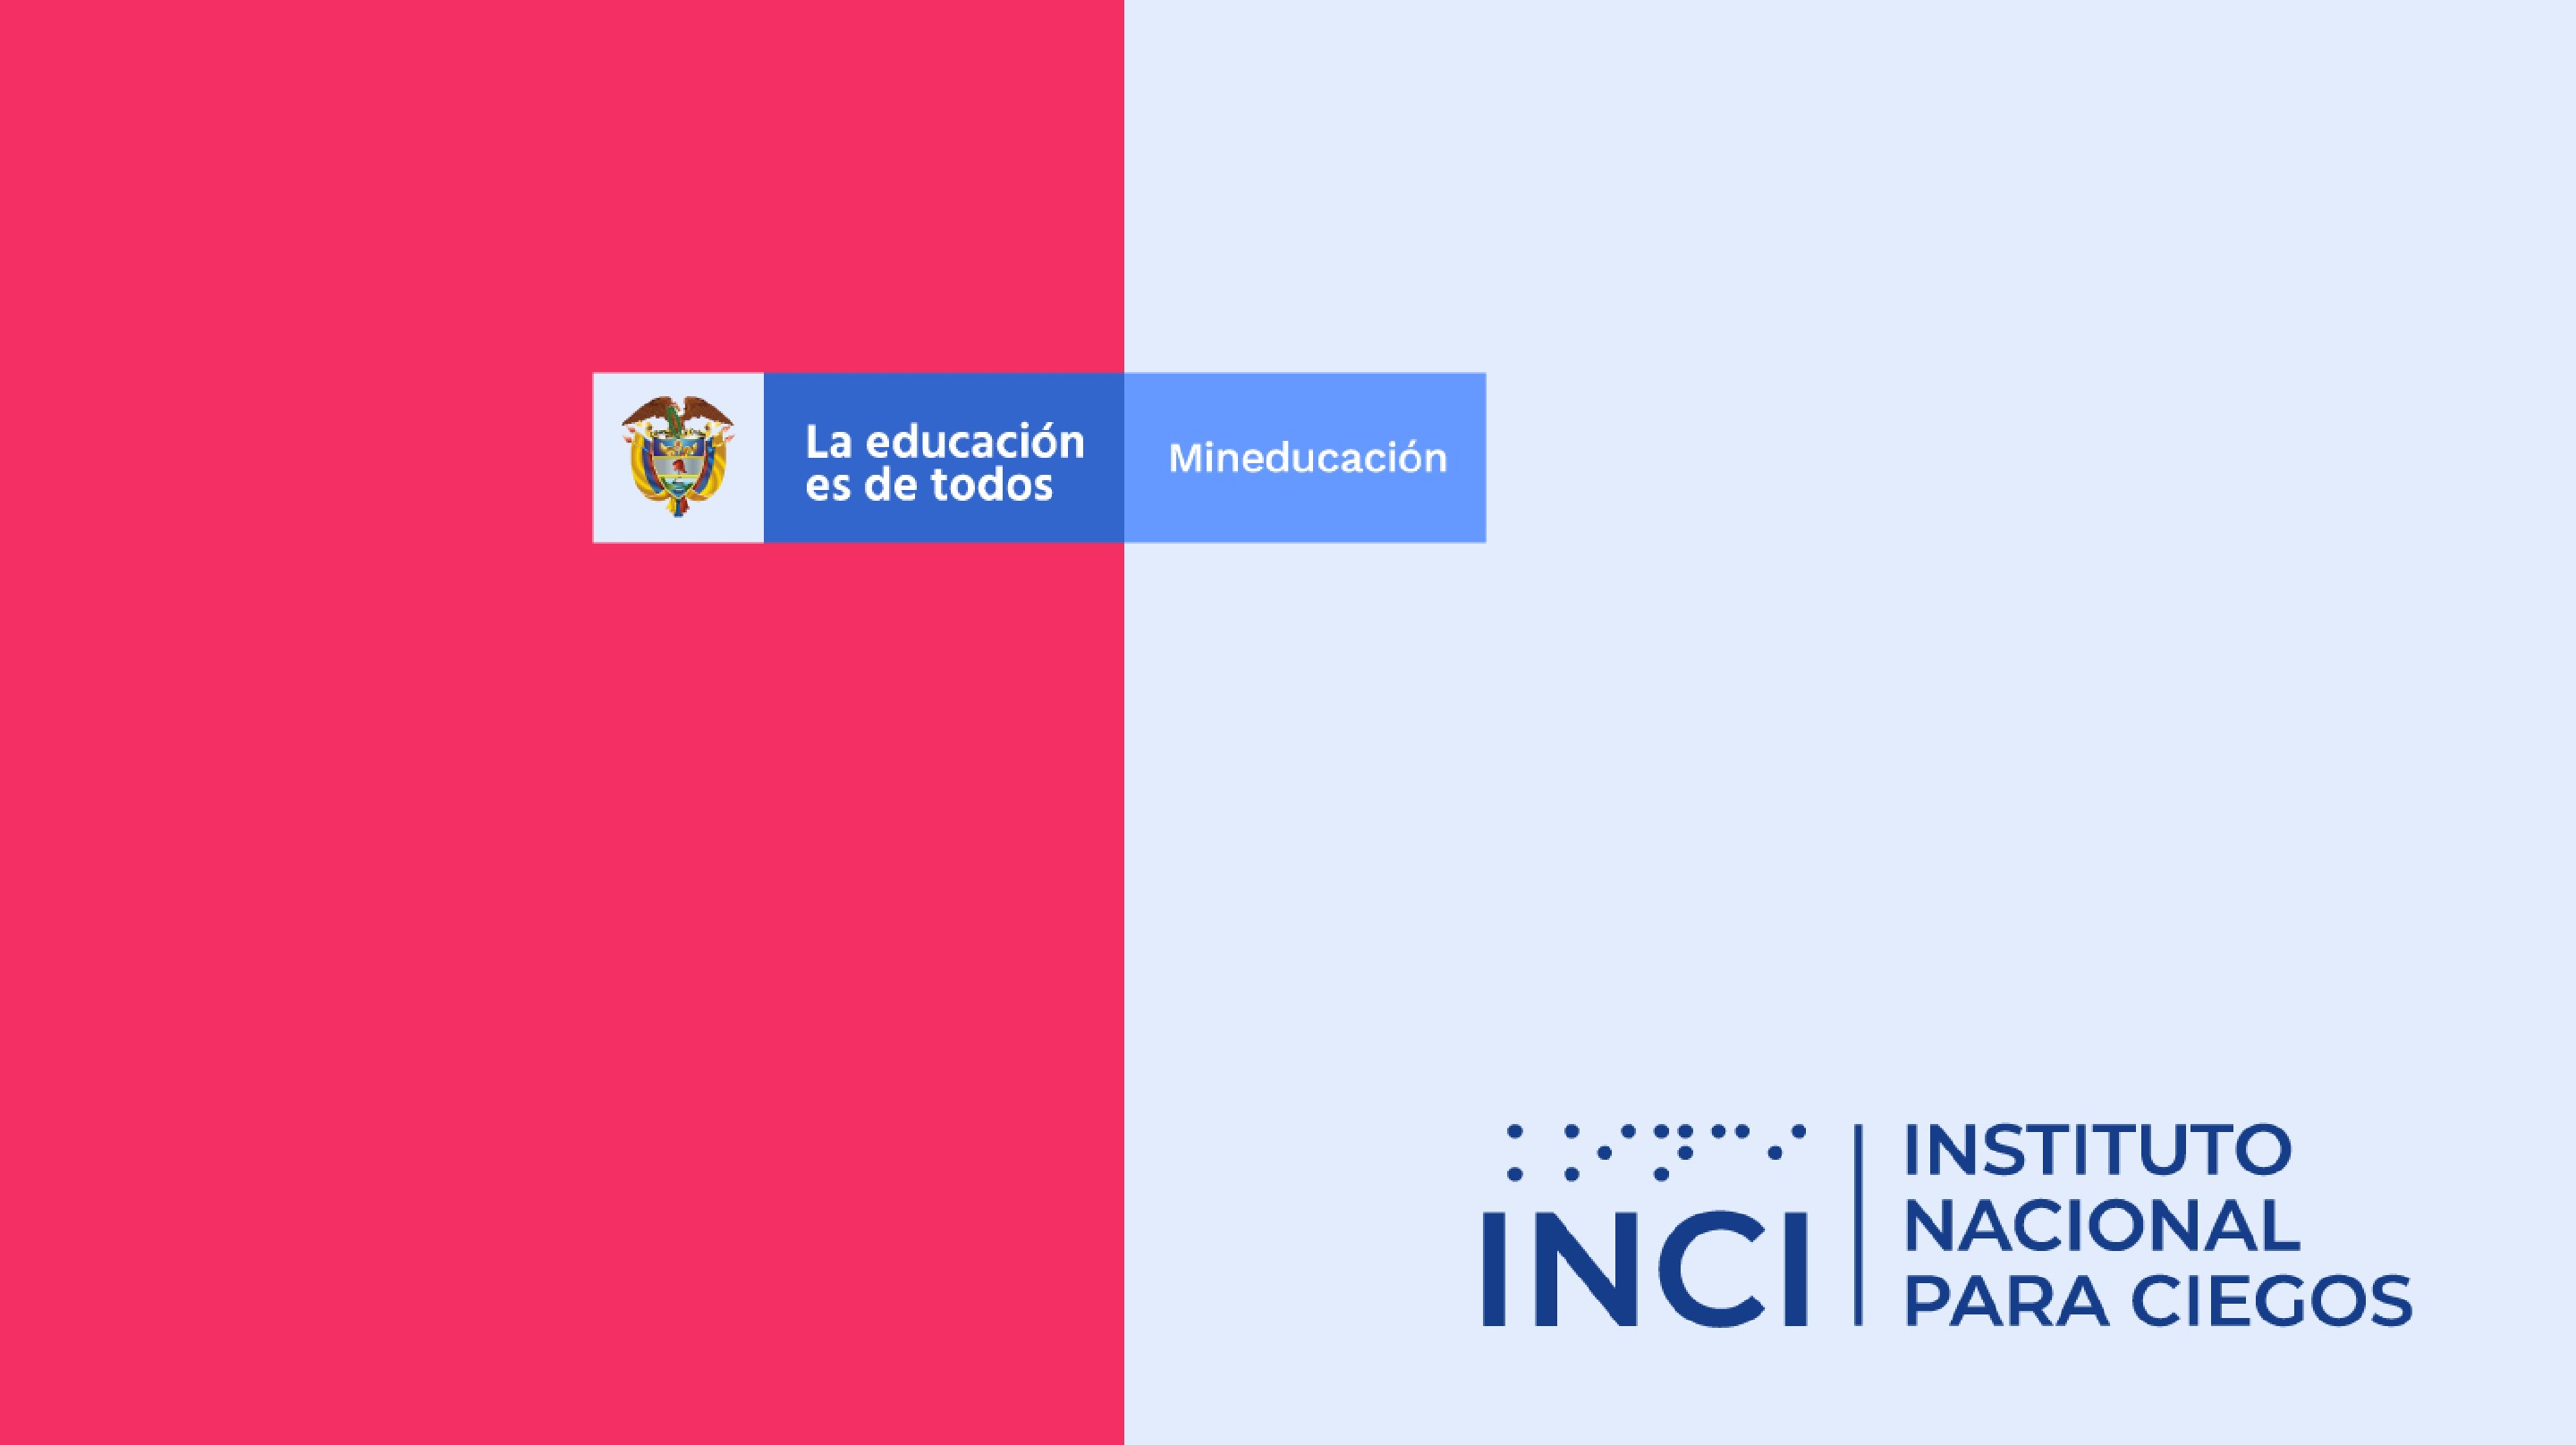 La educación
es de todos
Mineducación
⠨⠨⠊⠝⠉⠊
INCI
INSTITUTO
NACIONAL
PARA CIEGOS